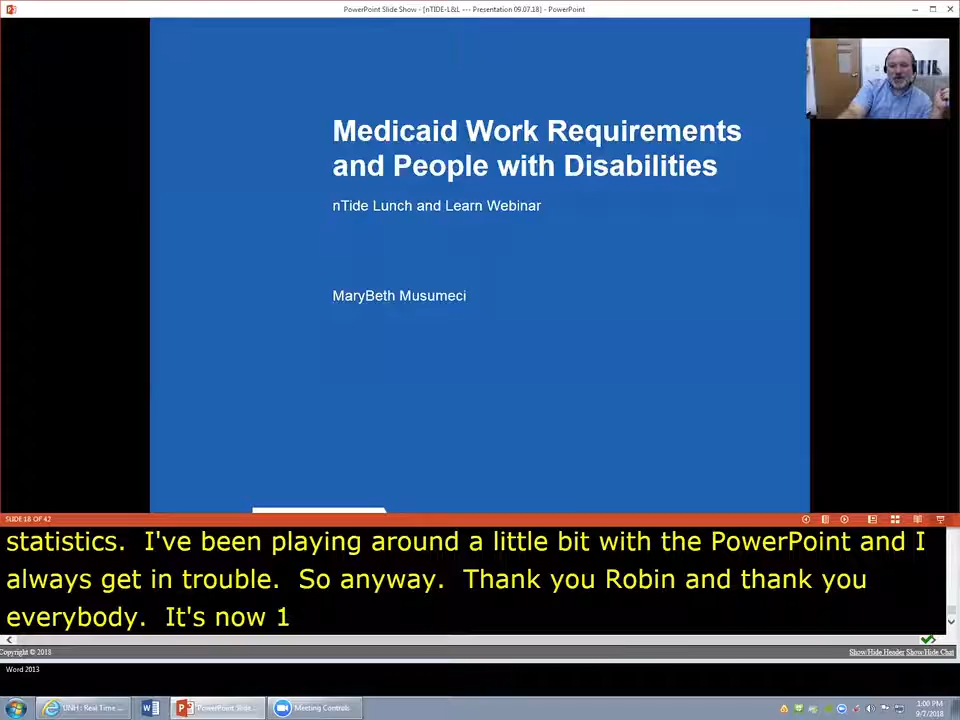 PowerPoint Slide Show - [nTIDE-L&L --- Presentation 09.07.18] - PowerPoint
Medicaid Work Requirements
and People with Disabilities
nTide Lunch and Learn Webinar
MaryBeth Musumeci
SLIDE 18 OF 42
statistics.  I've been playing around a little bit with the PowerPoint and I
always get in trouble.  So anyway.  Thank you Robin and thank you
everybody.  It's now 1
Copyright © 2018
Show/Hide Header Show/Hide Chat
Word 2013
UNH : Real Time ...
PowerPoint Slide...
Meeting Controls
1:00 PM
9/7/2018